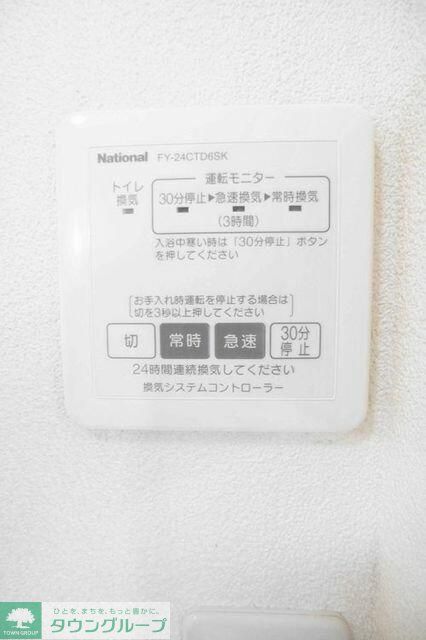 National FY-24CTD6SK
トイレ換気
運転モニター
30分停止▶急速換気▶常時換気
(3時間)
入浴中寒い時は「30分停止」ボタン
を押してください
お手入れ時運転を停止する場合は
切を3秒以上押してください
切 常時 急速 30分停止
24時間連続換気してください
換気システムコントローラー
ひとを、まちを、もっと豊かに。
TOWN GROUP タウングループ